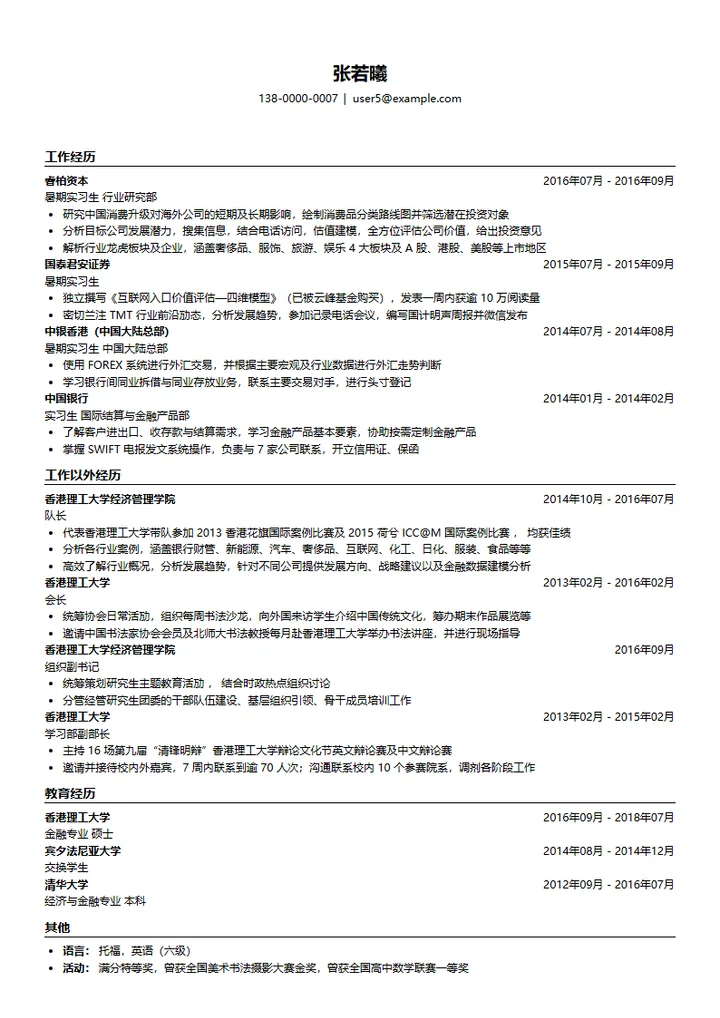 张若曦
138-0000-0007 | user5@example.com
工作经历
睿柏资本 2016年07月 - 2016年09月
暑期实习生 行业研究部
• 研究中国消费升级对海外公司的短期及长期影响，绘制消费品分类路线图并筛选潜在投资对象
• 分析目标公司发展潜力，搜集信息，结合电话访问，估值建模，全方位评估公司价值，给出投资意见
• 解析行业龙虎板块及企业，涵盖奢侈品、服饰、旅游、娱乐 4 大板块及 A 股、港股、美股等上市地区
国泰君安证券 2015年07月 - 2015年09月
暑期实习生
• 独立撰写《互联网入口价值评估—四维模型》（已被云峰基金购买），发表一周内获逾 10 万阅读量
• 密切兰注 TMT 行业前沿动态，分析发展趋势，参加记录电话会议，编写国计明声周报并微信发布
中银香港（中国大陆总部） 2014年07月 - 2014年08月
暑期实习生 中国大陆总部
• 使用 FOREX 系统进行外汇交易，并根据主要宏观及行业数据进行外汇走势判断
• 学习银行间同业拆借与同业存放业务，联系主要交易对手，进行头寸登记
中国银行 2014年01月 - 2014年02月
实习生 国际结算与金融产品部
• 了解客户进出口、收存款与结算需求，学习金融产品基本要素，协助按需定制金融产品
• 掌握 SWIFT 电报发文系统操作，负责与 7 家公司联系，开立信用证、保函
工作以外经历
香港理工大学经济管理学院 2014年10月 - 2016年07月
队长
• 代表香港理工大学带队参加 2013 香港花旗国际案例比赛及 2015 荷兮 ICC@M 国际案例比赛 ， 均获佳绩
• 分析各行业案例，涵盖银行财管、新能源、汽车、奢侈品、互联网、化工、日化、服装、食品等等
• 高效了解行业概况，分析发展趋势，针对不同公司提供发展方向、战略建议以及金融数据建模分析
香港理工大学 2013年02月 - 2016年02月
会长
• 统筹协会日常活动，组织每周书法沙龙，向外国来访学生介绍中国传统文化，筹办期末作品展览等
• 邀请中国书法家协会会员及北师大书法教授每月赴香港理工大学举办书法讲座，并进行现场指导
香港理工大学经济管理学院 2016年09月
组织副书记
• 统筹策划研究生主题教育活动 ， 结合时政热点组织讨论
• 分管经管研究生团委的干部队伍建设、基层组织引领、骨干成员培训工作
香港理工大学 2013年02月 - 2015年02月
学习部副部长
• 主持 16 场第九届“清锋明辩”香港理工大学辩论文化节英文辩论赛及中文辩论赛
• 邀请并接待校内外嘉宾，7 周内联系到逾 70 人次；沟通联系校内 10 个参赛院系，调剂各阶段工作
教育经历
香港理工大学 2016年09月 - 2018年07月
金融专业 硕士
宾夕法尼亚大学 2014年08月 - 2014年12月
交换学生
清华大学 2012年09月 - 2016年07月
经济与金融专业 本科
其他
• 语言： 托福，英语（六级）
• 活动： 满分特等奖，曾获全国美术书法摄影大赛金奖，曾获全国高中数学联赛一等奖